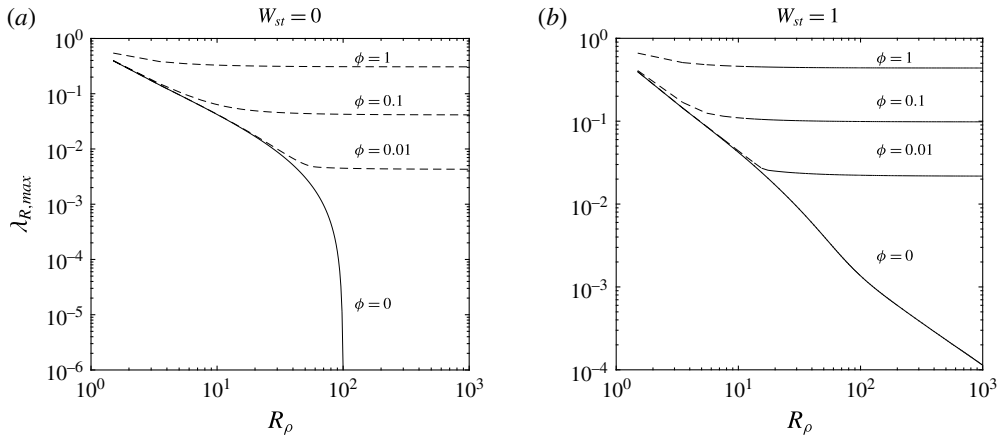 (a) W_st = 0
10^0
10^-1
10^-2
10^-3
10^-4
10^-5
10^-6
λ_R,max
ϕ = 1
ϕ = 0.1
ϕ = 0.01
ϕ = 0
10^0 10^1 10^2 10^3
R_ρ
(b) W_st = 1
10^0
10^-1
10^-2
10^-3
10^-4
ϕ = 1
ϕ = 0.1
ϕ = 0.01
ϕ = 0
10^0 10^1 10^2 10^3
R_ρ